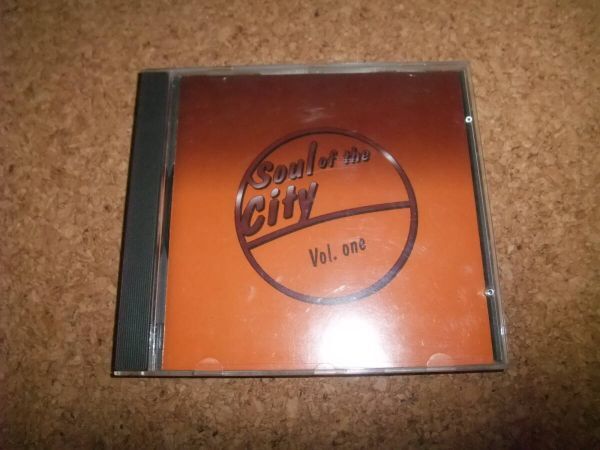 Soul of the
City
Vol. one